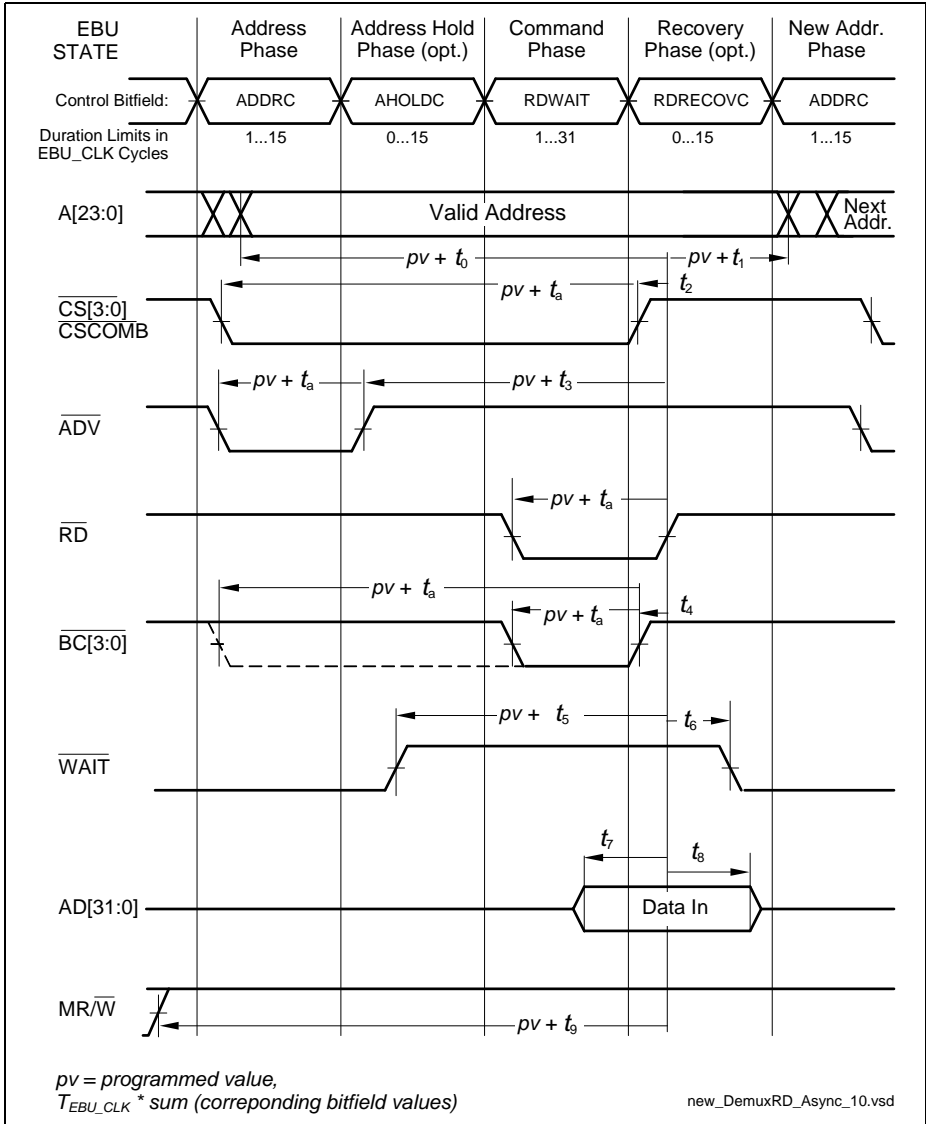 EBU STATE
Address Phase
Address Hold Phase (opt.)
Command Phase
Recovery Phase (opt.)
New Addr. Phase
Control Bitfield:
ADDRC
AHOLDC
RDWAIT
RDRECOVC
ADDRC
Duration Limits in EBU_CLK Cycles
1...15
0...15
1...31
0...15
1...15
A[23:0]
Valid Address
Next Addr.
pv + t0
pv + t1
CS[3:0]
CSCOMB
pv + ta
t2
ADV
pv + ta
pv + t3
RD
pv + ta
BC[3:0]
pv + ta
pv + ta
t4
WAIT
pv + t5
t6
AD[31:0]
t7
t8
Data In
MR/W
pv + t9
pv = programmed value,
TEBU_CLK * sum (correponding bitfield values)
new_DemuxRD_Async_10.vsd